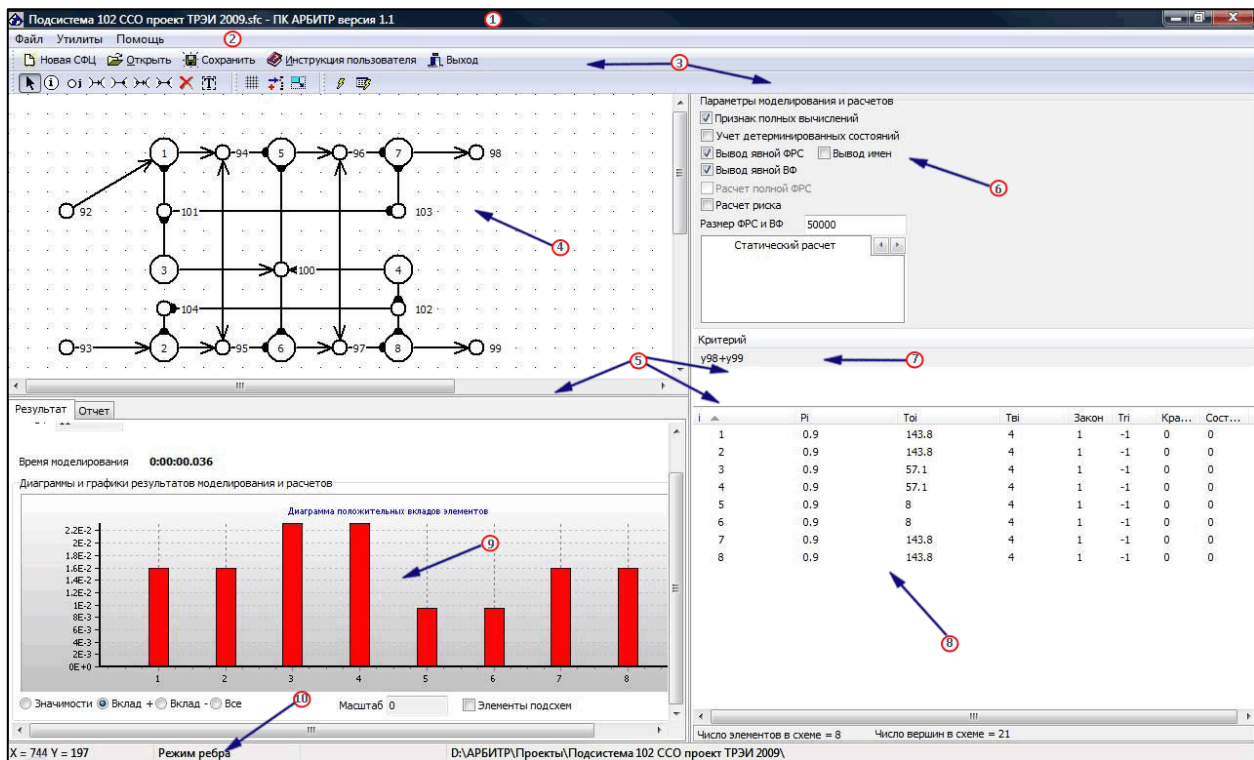 Подсистема 102 ССО проект ТРЭИ 2009.sfc - ПК АРБИТР версия 1.1
1
Файл Утилиты Помощь
2
Новая СФЦ Открыть Сохранить Инструкция пользователя Выход
3
1 94 5 96 7 98
92 101 103
4
3 100 4
104 102
93 2 95 6 97 8 99
5
Параметры моделирования и расчетов
Признак полных вычислений
Учет детерминированных состояний
Вывод явной ФРС Вывод имен
Вывод явной ВФ
6
Расчет полной ФРС
Расчет риска
Размер ФРС и ВФ 50000
Статический расчет
Критерий
y98+y99
7
Результат Отчет
Время моделирования 0:00:00.036
Диаграммы и графики результатов моделирования и расчетов
Диаграмма положительных вкладов элементов
2.2E-2
2E-2
1.8E-2
1.6E-2
1.4E-2
1.2E-2
1E-2
8E-3
6E-3
4E-3
2E-3
0E+0
1 2 3 4 5 6 7 8
9
Значимости Вклад + Вклад - Все Масштаб 0 Элементы подсхем
10
i Pi Toi Tвi Закон Tri Кра... Сост...
1 0.9 143.8 4 1 -1 0 0
2 0.9 143.8 4 1 -1 0 0
3 0.9 57.1 4 1 -1 0 0
4 0.9 57.1 4 1 -1 0 0
5 0.9 8 4 1 -1 0 0
6 0.9 8 4 1 -1 0 0
7 0.9 143.8 4 1 -1 0 0
8 0.9 143.8 4 1 -1 0 0
8
Число элементов в схеме = 8 Число вершин в схеме = 21
X = 744 Y = 197 Режим ребра D:\АРБИТР\Проекты\Подсистема 102 ССО проект ТРЭИ 2009\